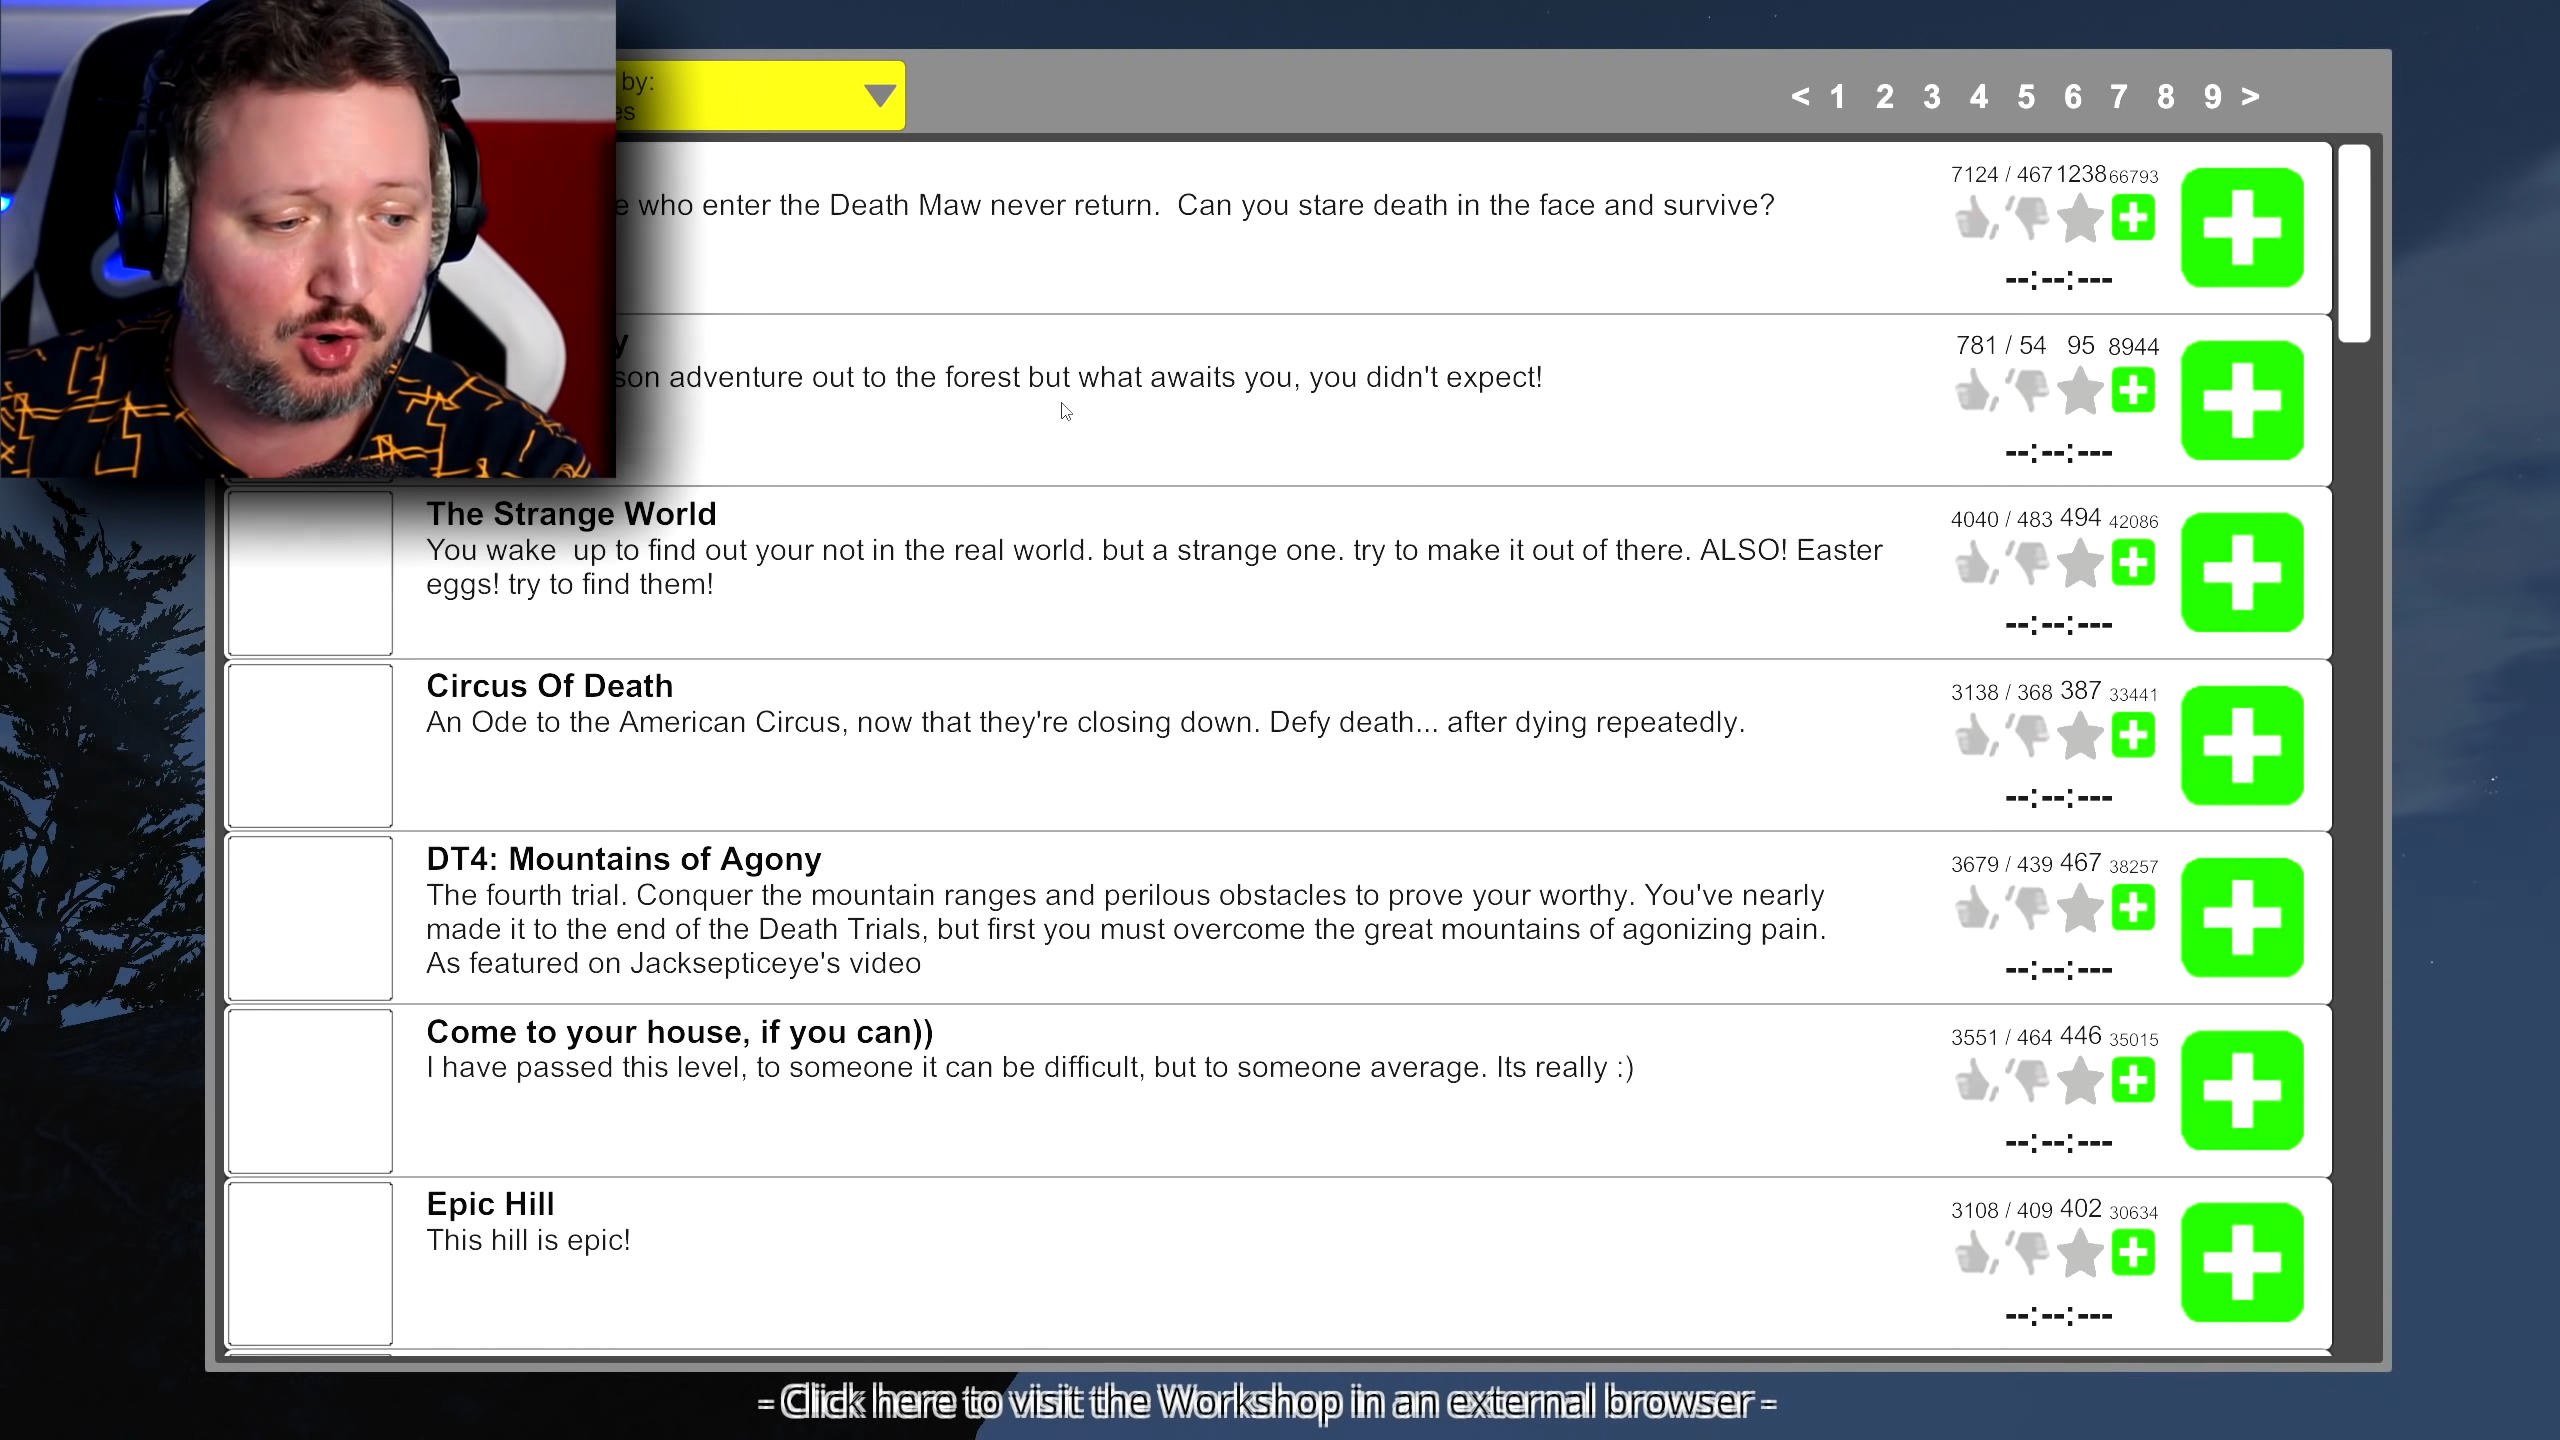 by:
< 1 2 3 4 5 6 7 8 9 >
who enter the Death Maw never return.  Can you stare death in the face and survive?
7124 / 467 1238 66793
--:--:---
adventure out to the forest but what awaits you, you didn't expect!
781 / 54 95 8944
--:--:---
The Strange World
You wake  up to find out your not in the real world. but a strange one. try to make it out of there. ALSO! Easter
eggs! try to find them!
4040 / 483 494 42086
--:--:---
Circus Of Death
An Ode to the American Circus, now that they're closing down. Defy death... after dying repeatedly.
3138 / 368 387 33441
--:--:---
DT4: Mountains of Agony
The fourth trial. Conquer the mountain ranges and perilous obstacles to prove your worthy. You've nearly
made it to the end of the Death Trials, but first you must overcome the great mountains of agonizing pain.
As featured on Jacksepticeye's video
3679 / 439 467 38257
--:--:---
Come to your house, if you can))
I have passed this level, to someone it can be difficult, but to someone average. Its really :)
3551 / 464 446 35015
--:--:---
Epic Hill
This hill is epic!
3108 / 409 402 30634
--:--:---
- Click here to visit the Workshop in an external browser -